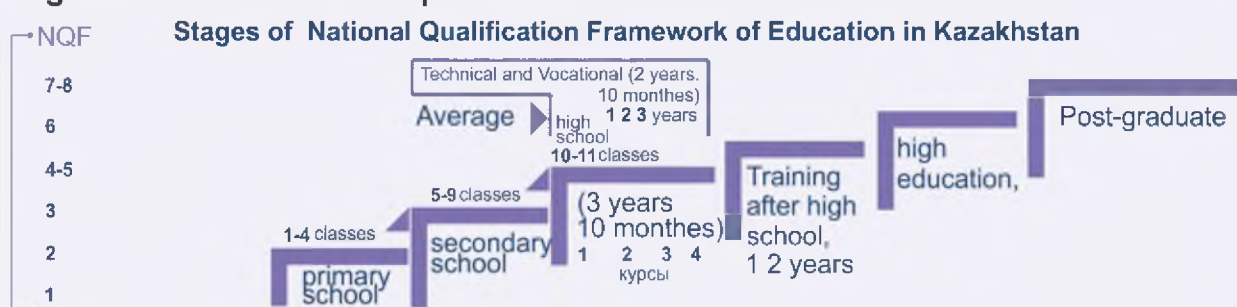 NQF
Stages of National Qualification Framework of Education in Kazakhstan
7-8
6
4-5
3
2
1
Technical and Vocational (2 years.
10 monthes)
1 2 3 years
Average
high
school
10-11 classes
5-9 classes
1-4 classes
primary
school
secondary
school
(3 years
10 monthes)
1 2 3 4
курсы
Training
after high
school,
1 2 years
high
education,
Post-graduate